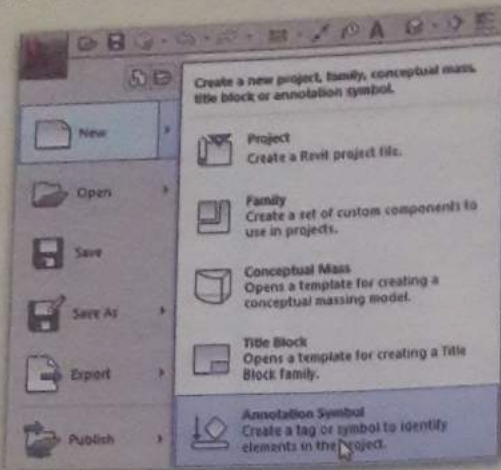 A
Create a new project, family, conceptual mass,
title block or annotation symbol.
New
Project
Create a Revit project file.
Open
Family
Create a set of custom components to
use in projects.
Save
Conceptual Mass
Opens a template for creating a
conceptual massing model.
Save As
Title Block
Opens a template for creating a Title
Block family.
Export
Annotation Symbol
Create a tag or symbol to identify
elements in the project.
Publish